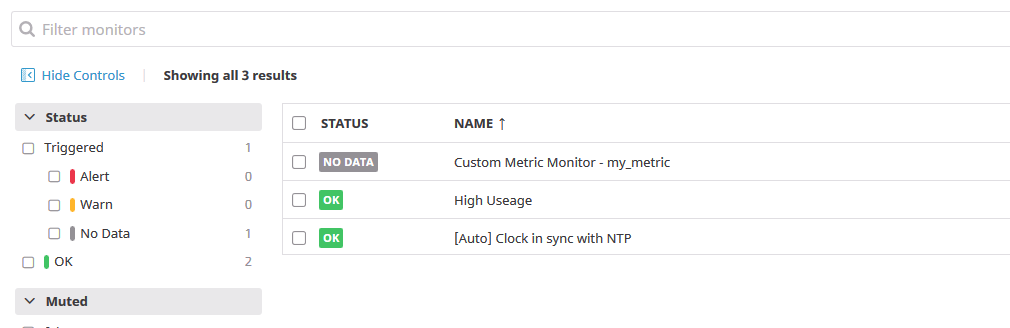 Filter monitors
Hide Controls
Showing all 3 results
Status
Triggered 1
Alert 0
Warn 0
No Data 1
OK 2
Muted
STATUS NAME ↑
NO DATA Custom Metric Monitor - my_metric
OK High Useage
OK [Auto] Clock in sync with NTP